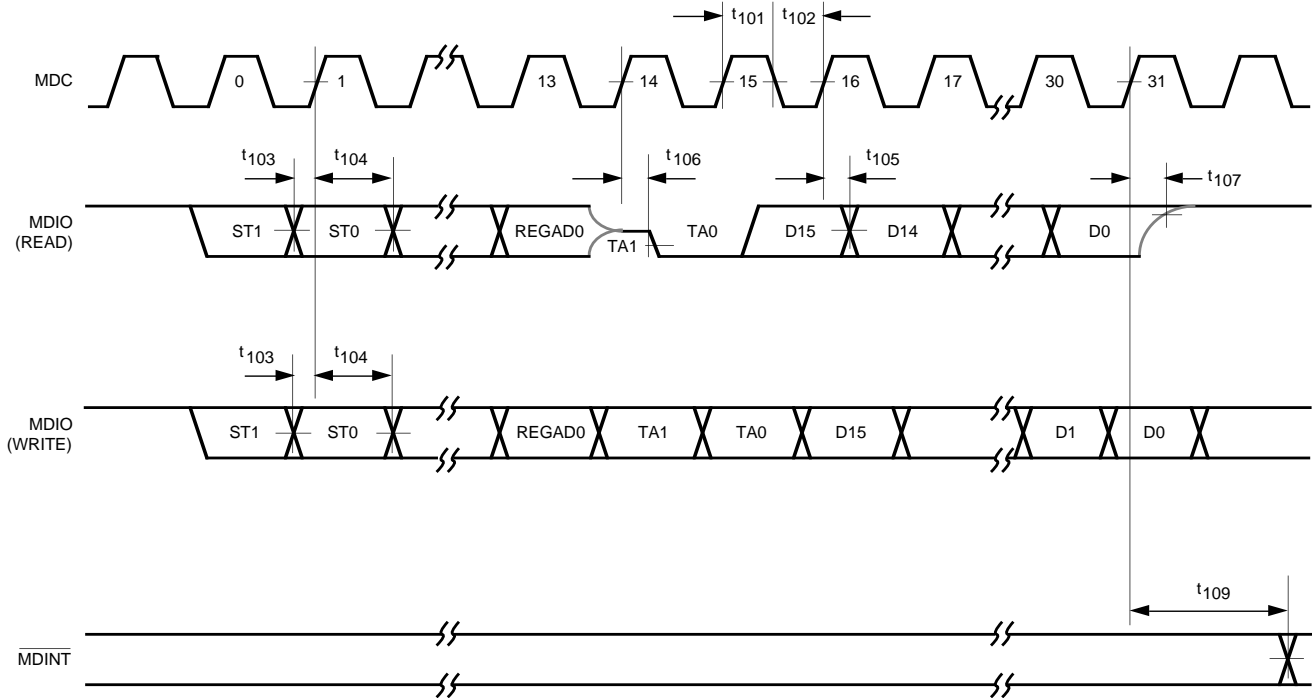 t101 t102
MDC 0 1 13 14 15 16 17 30 31
t103 t104 t106 t105 t107
MDIO
(READ)
ST1 ST0 REGAD0 TA1 TA0 D15 D14 D0
t103 t104
MDIO
(WRITE)
ST1 ST0 REGAD0 TA1 TA0 D15 D1 D0
t109
MDINT